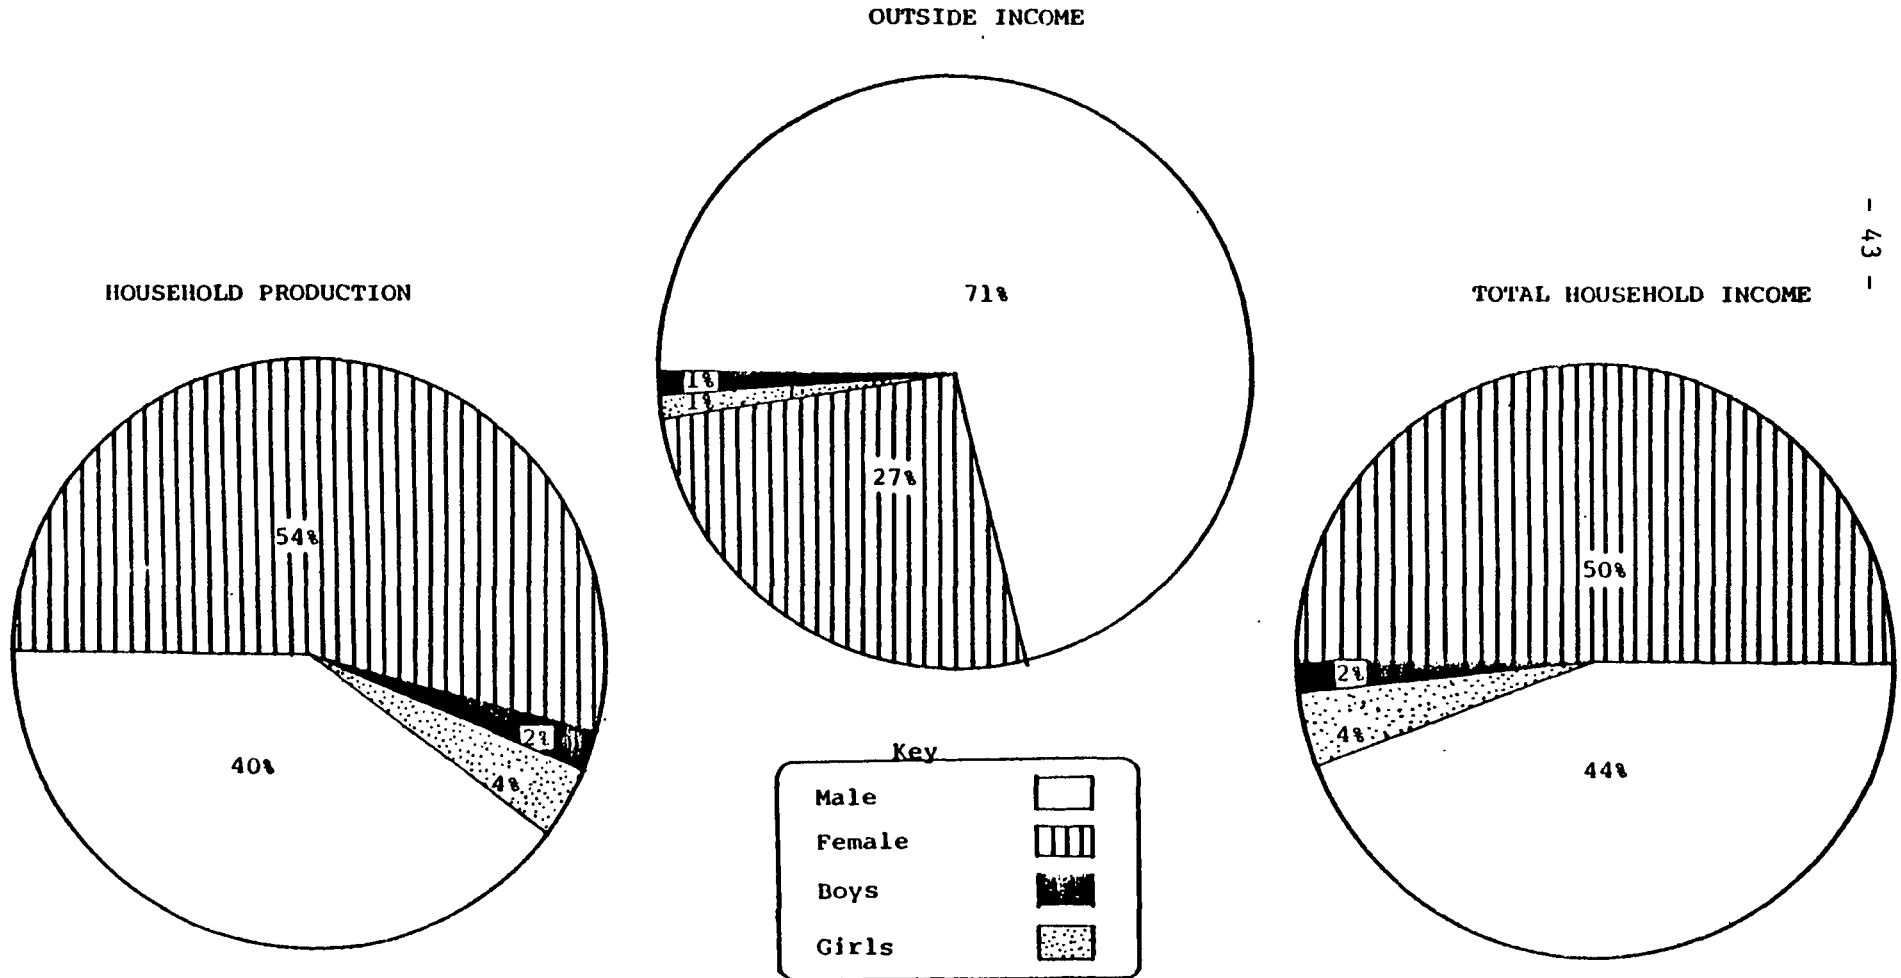 OUTSIDE INCOME
71%
1%
1%
27%
- 43 -
HOUSEHOLD PRODUCTION
54%
2%
4%
40%
TOTAL HOUSEHOLD INCOME
50%
2%
4%
44%
Key
Male
Female
Boys
Girls